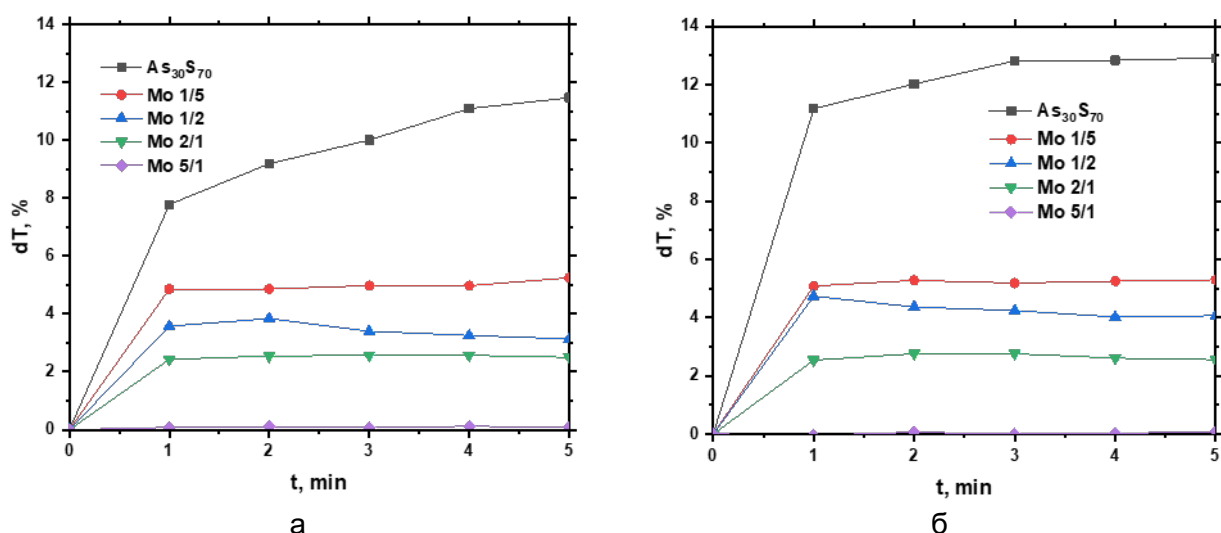 14
12
10
8
6
4
2
0
dT, %
As₃₀S₇₀
Mo 1/5
Mo 1/2
Mo 2/1
Mo 5/1
0 1 2 3 4 5
t, min
а
14
12
10
8
6
4
2
0
dT, %
As₃₀S₇₀
Mo 1/5
Mo 1/2
Mo 2/1
Mo 5/1
0 1 2 3 4 5
t, min
б